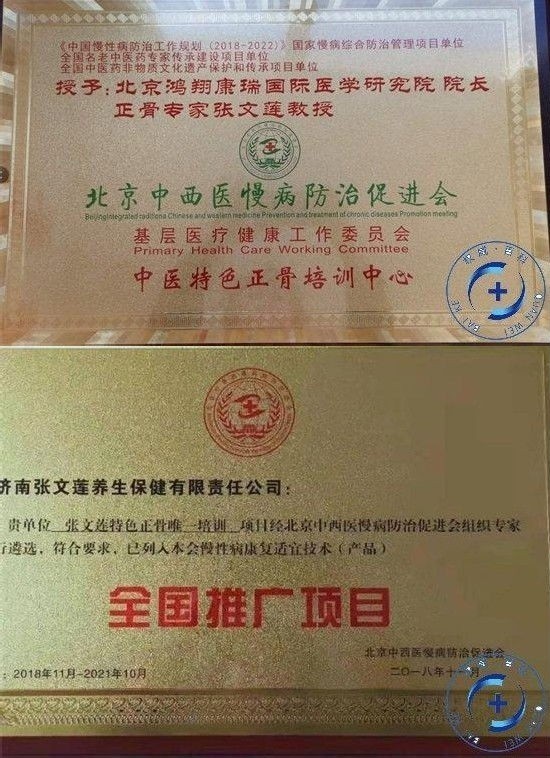 《中国慢性病防治工作规划（2018-2022）》国家慢病综合防治管理项目单位
全国名老中医药专家传承建设项目单位
全国中医药非物质文化遗产保护和传承项目单位
授予：北京鸿翔康瑞国际医学研究院 院长
正骨专家张文莲教授
北京中西医慢病防治促进会
Beijingintegrated raditiona Chinese and western medicine Prevention and treatment of chronic diseases Promotion meeting
基层医疗健康工作委员会
Primary Health Care Working Committee
中医特色正骨培训中心
权威·百科
QUAN WEI
BAI KE
济南张文莲养生保健有限责任公司：
贵单位 张文莲特色正骨唯一培训 项目经北京中西医慢病防治促进会组织专家
行遴选，符合要求，已列入本会慢性病康复适宜技术（产品）
全国推广项目
北京中西医慢病防治促进会
：2018年11月-2021年10月
二〇一八年十一月